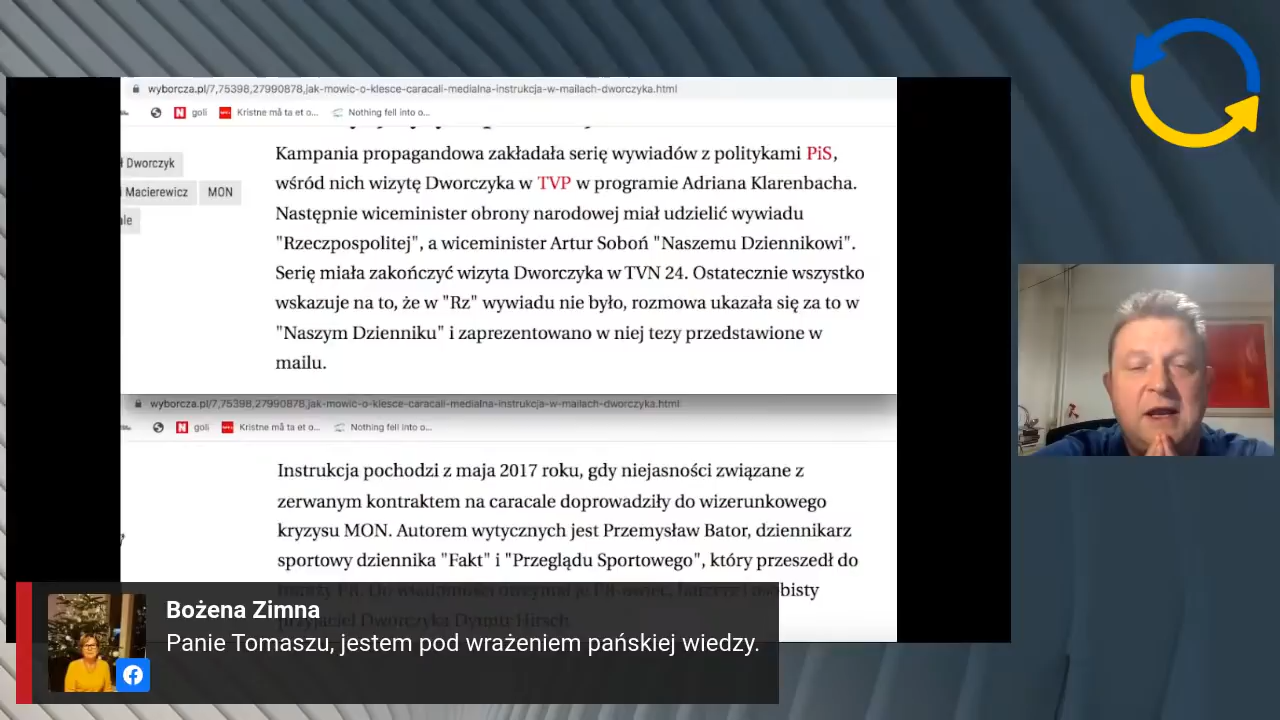 wyborcza.pl/7,75398,27990878,jak-mowic-o-klesce-caracali-medialna-instrukcja-w-mailach-dworczyka.html
goli
Kristne må ta et o...
Nothing fell into o...
Dworczyk
Macierewicz
MON
Kampania propagandowa zakładała serię wywiadów z politykami PiS,
wśród nich wizytę Dworczyka w TVP w programie Adriana Klarenbacha.
Następnie wiceminister obrony narodowej miał udzielić wywiadu
"Rzeczpospolitej", a wiceminister Artur Soboń "Naszemu Dziennikowi".
Serię miała zakończyć wizyta Dworczyka w TVN 24. Ostatecznie wszystko
wskazuje na to, że w "Rz" wywiadu nie było, rozmowa ukazała się za to w
"Naszym Dzienniku" i zaprezentowano w niej tezy przedstawione w
mailu.
wyborcza.pl/7,75398,27990878,jak-mowic-o-klesce-caracali-medialna-instrukcja-w-mailach-dworczyka.html
goli
Kristne må ta et o...
Nothing fell into o...
Instrukcja pochodzi z maja 2017 roku, gdy niejasności związane z
zerwanym kontraktem na caracale doprowadziły do wizerunkowego
kryzysu MON. Autorem wytycznych jest Przemysław Bator, dziennikarz
sportowy dziennika "Fakt" i "Przeglądu Sportowego", który przeszedł do
przyjaciel Dworczyka Dymur Hirsch.
Bożena Zimna
Panie Tomaszu, jestem pod wrażeniem pańskiej wiedzy.